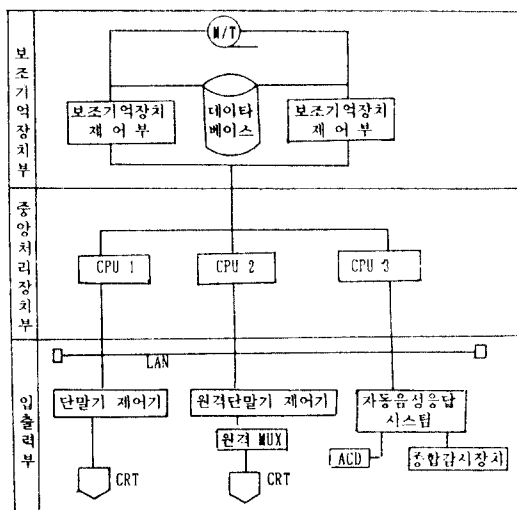 보조기억장치부
M/T
보조기억장치
제어부
데이타
베이스
보조기억장치
제어부
중앙처리장치부
CPU 1
CPU 2
CPU 3
입출력부
LAN
단말기 제어기
원격단말기 제어기
자동음성응답
시스템
원격 MUX
ACD
종합감시장치
CRT
CRT